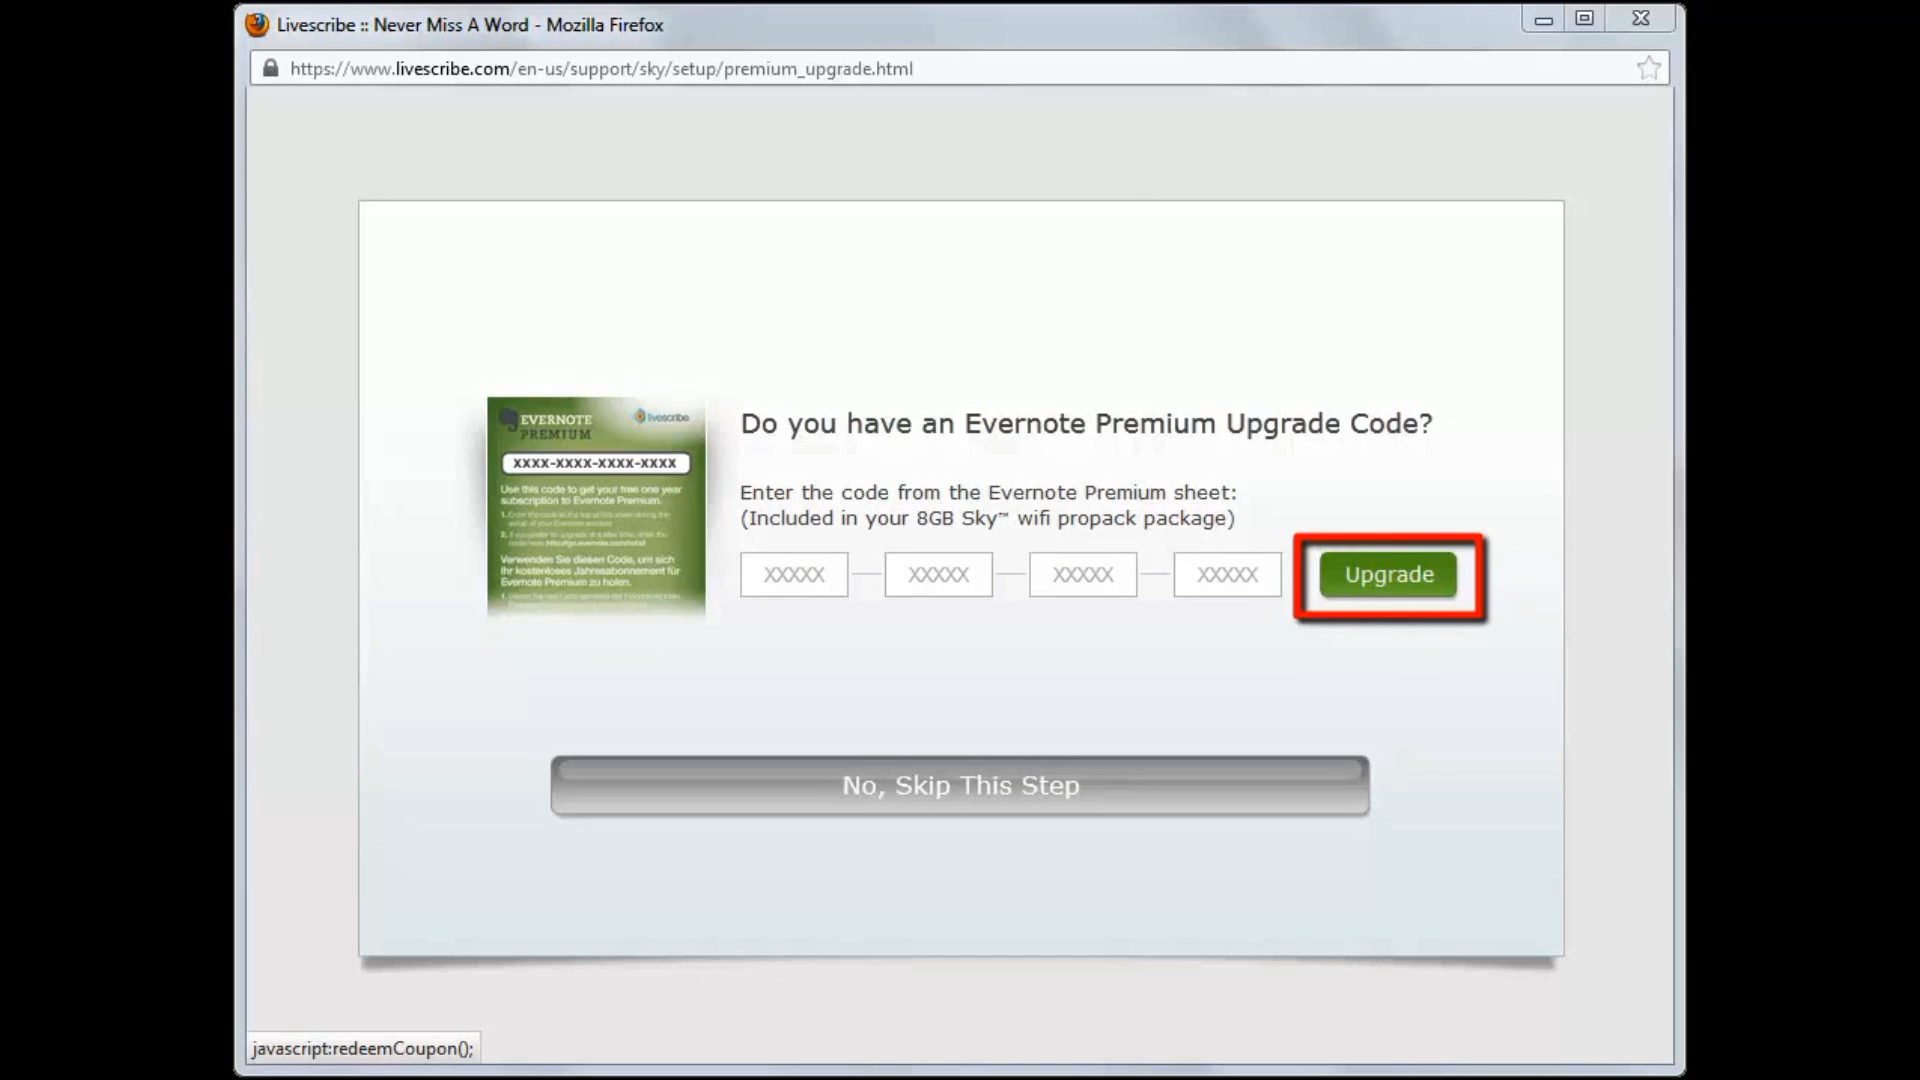 Livescribe :: Never Miss A Word - Mozilla Firefox
https://www.livescribe.com/en-us/support/sky/setup/premium_upgrade.html
EVERNOTE
PREMIUM
livescribe
XXXX-XXXX-XXXX-XXXX
Use this code to get your free one year
subscription to Evernote Premium.
Verwenden Sie diesen Code, um sich
Ihr kostenloses Jahresabonnement für
Evernote Premium zu holen.
Do you have an Evernote Premium Upgrade Code?
Enter the code from the Evernote Premium sheet:
(Included in your 8GB Sky™ wifi propack package)
XXXXX XXXXX XXXXX XXXXX
Upgrade
No, Skip This Step
javascript:redeemCoupon();